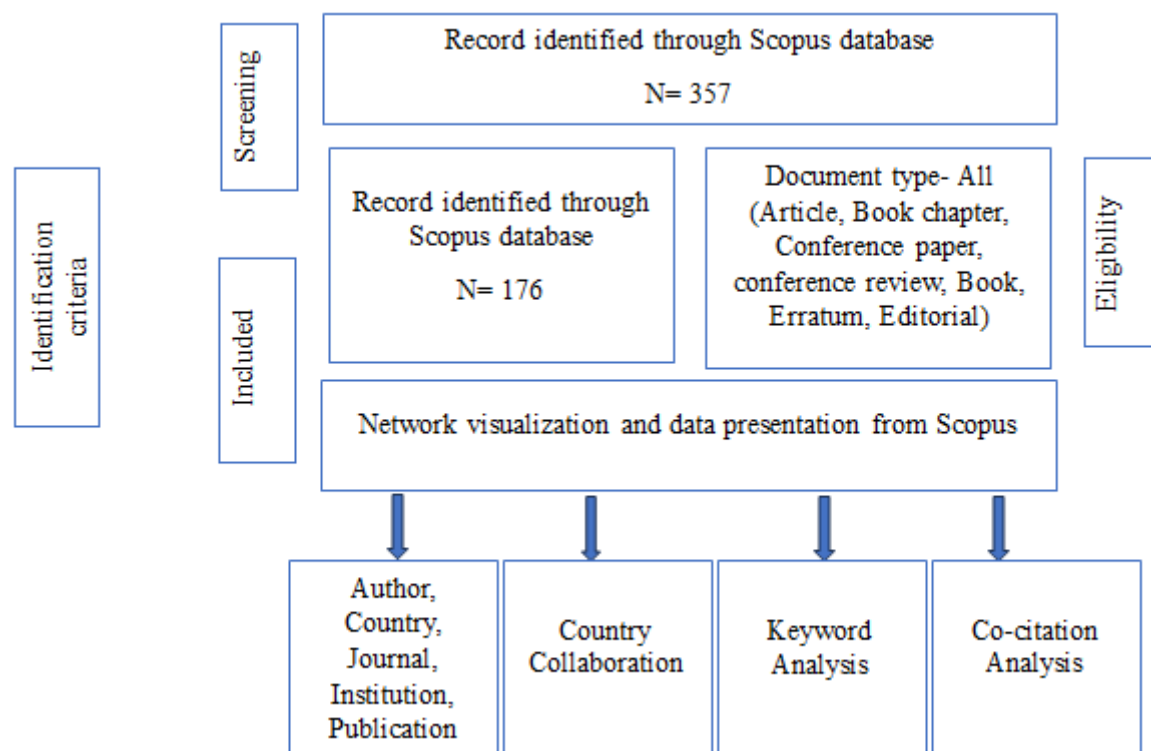 Identification
criteria
Screening
Included
Record identified through Scopus database
N= 357
Record identified through
Scopus database
N= 176
Document type- All
(Article, Book chapter,
Conference paper,
conference review, Book,
Erratum, Editorial)
Eligibility
Network visualization and data presentation from Scopus
Author,
Country,
Journal,
Institution,
Publication
Country
Collaboration
Keyword
Analysis
Co-citation
Analysis